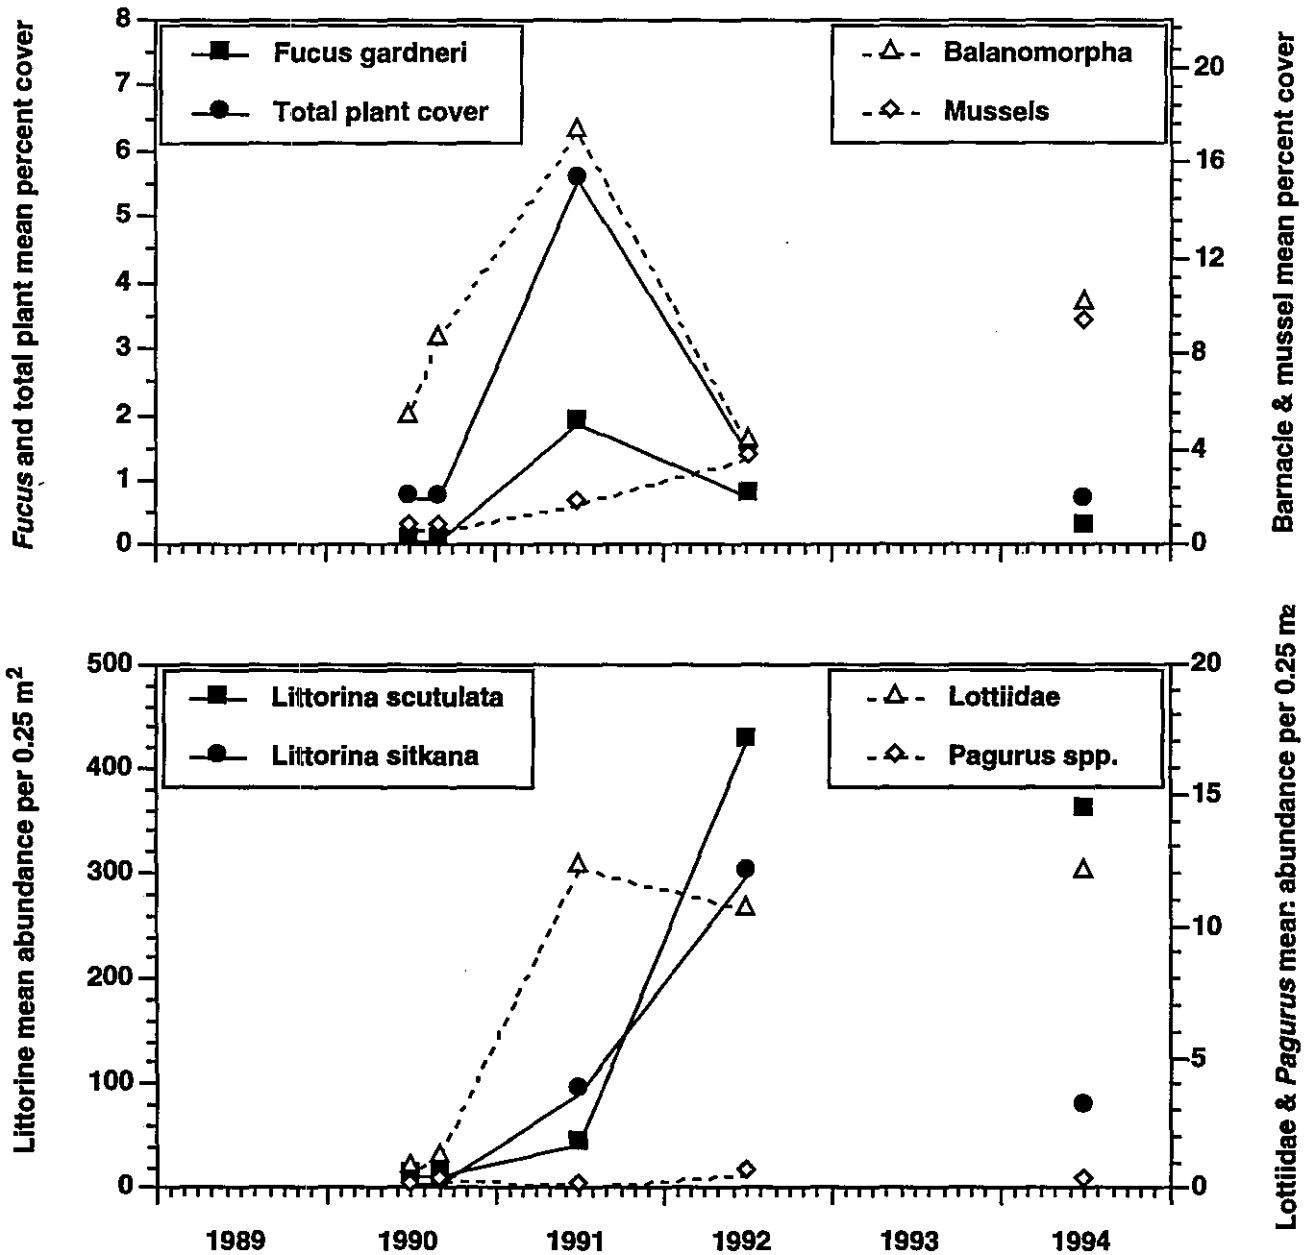 Fucus and total plant mean percent cover
8
7
6
5
4
3
2
1
0
Fucus gardneri
Total plant cover
Balanomorpha
Mussels
20
16
12
8
4
0
Barnacle & mussel mean percent cover
Littorine mean abundance per 0.25 m²
500
400
300
200
100
0
Littorina scutulata
Littorina sitkana
Lottiidae
Pagurus spp.
20
15
10
5
0
Lottiidae & Pagurus mean abundance per 0.25 m2
1989 1990 1991 1992 1993 1994